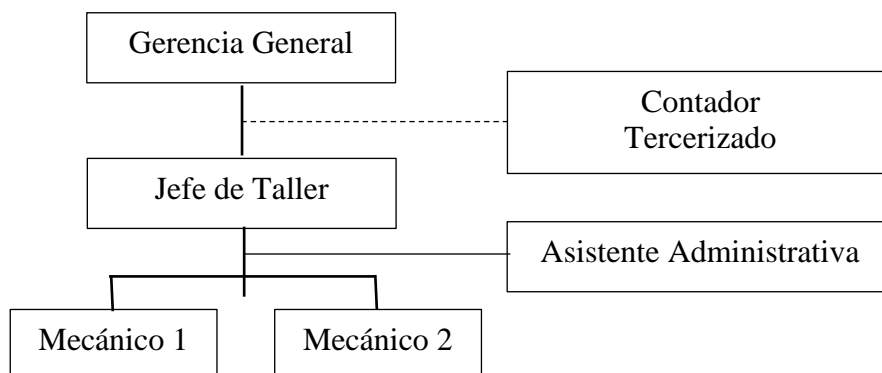 Gerencia General
Contador
Tercerizado
Jefe de Taller
Asistente Administrativa
Mecánico 1
Mecánico 2